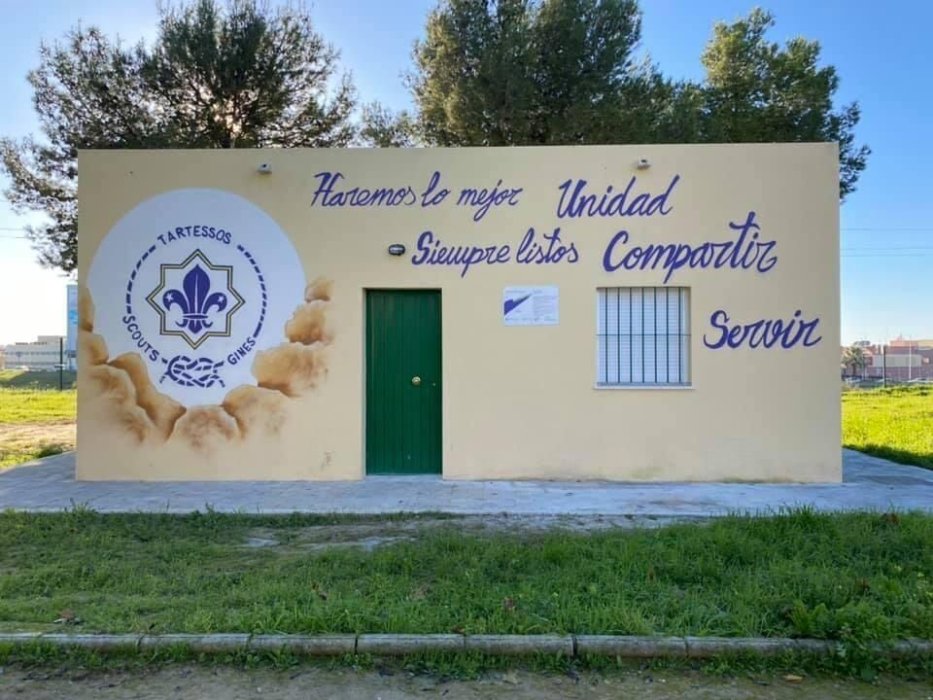 TARTESSOS
SCOUTS GINES
Haremos lo mejor
Siempre listos
Unidad
Compartir
Servir